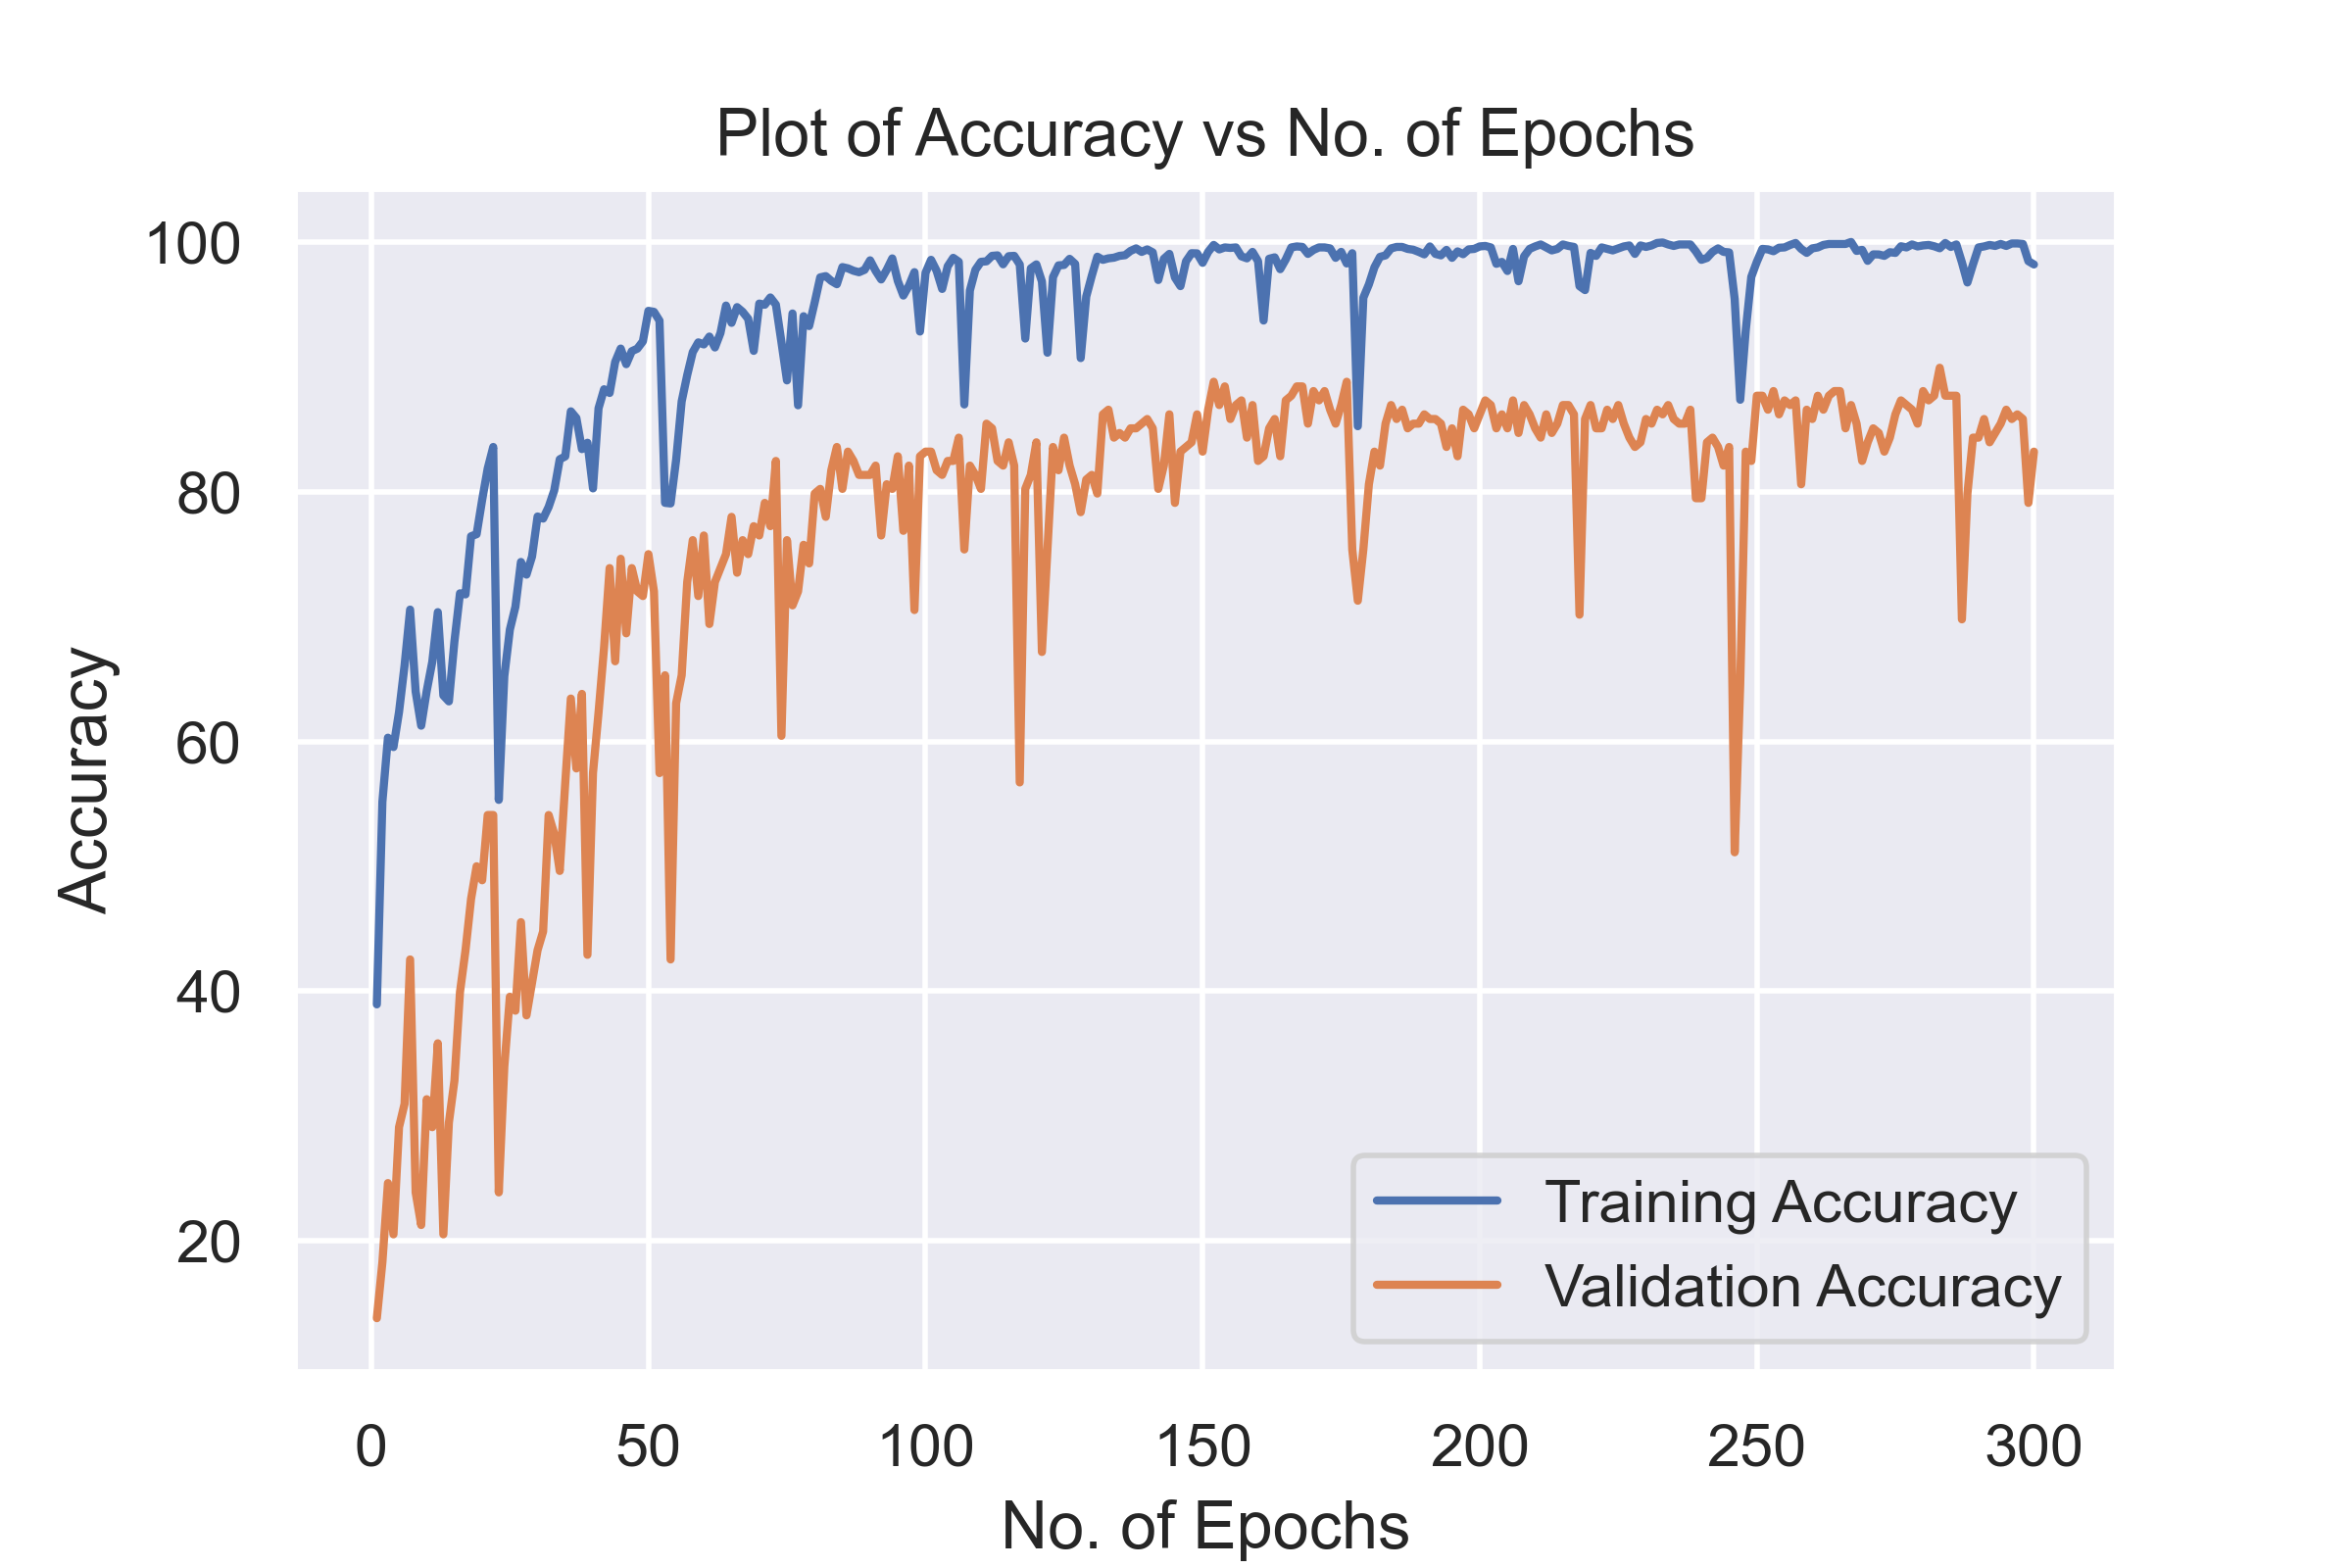 Plot of Accuracy vs No. of Epochs
100
80
60
40
20
Accuracy
Training Accuracy
Validation Accuracy
0 50 100 150 200 250 300
No. of Epochs